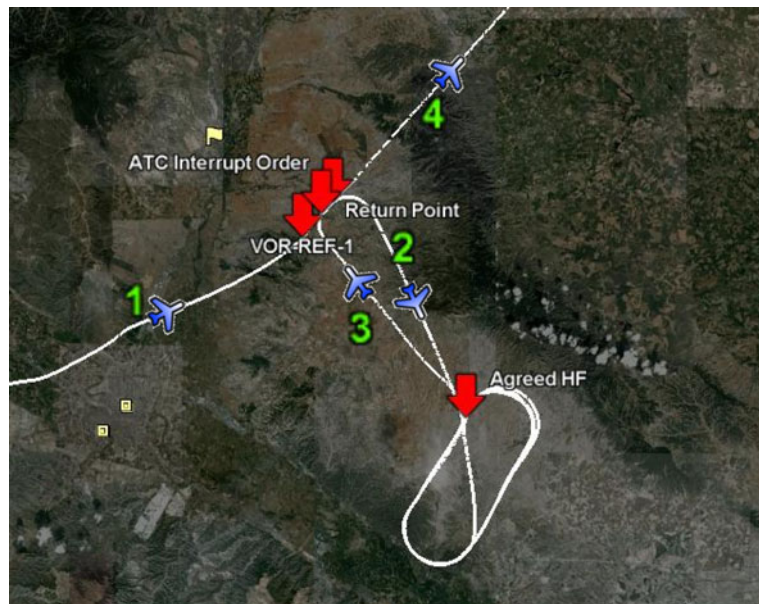 4
ATC Interrupt Order
Return Point
VOR-REF-1
2
1
3
Agreed HF